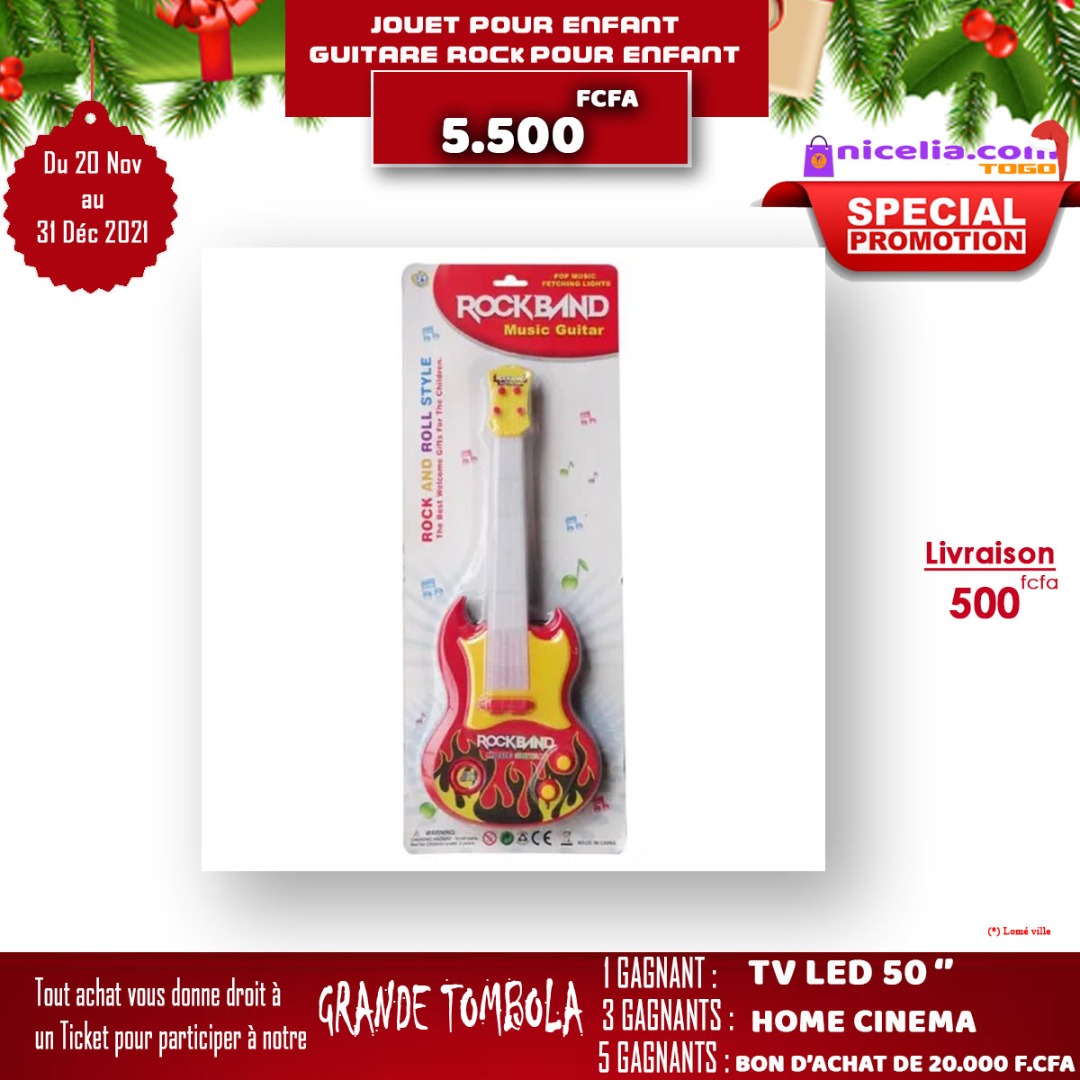 JOUET POUR ENFANT
GUITARE ROCK POUR ENFANT
FCFA
5.500
Du 20 Nov
au
31 Déc 2021
nicelia.com
TOGO
SPECIAL
PROMOTION
POP MUSIC
FETCHING LIGHTS
ROCKBAND
Music Guitar
ROCK AND ROLL STYLE
The Best Welcome Gifts For The Children.
ROCKBAND
WARNING:
CE
MADE IN CHINA
Livraison
500 fcfa
(*) Lomé ville
Tout achat vous donne droit à
un Ticket pour participer à notre
GRANDE TOMBOLA
1 GAGNANT : TV LED 50 "
3 GAGNANTS : HOME CINEMA
5 GAGNANTS : BON D'ACHAT DE 20.000 F.CFA